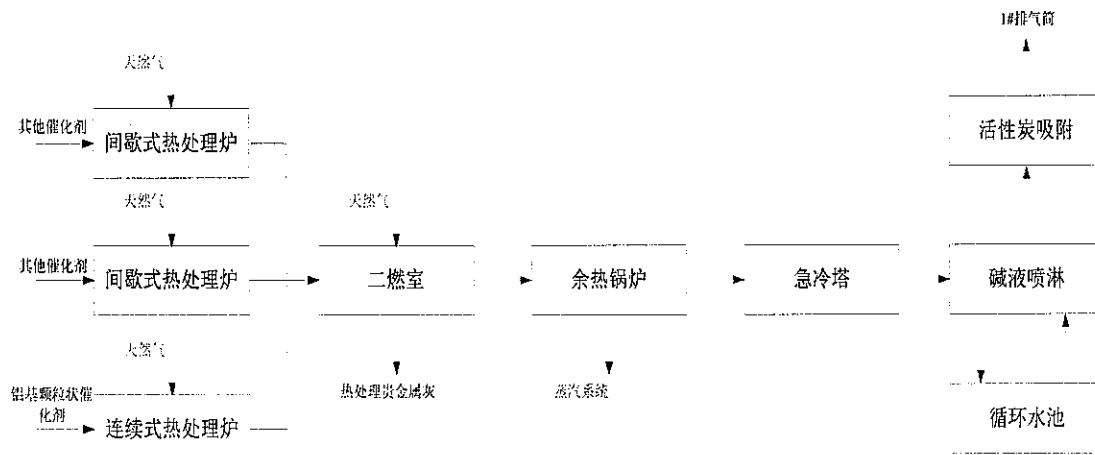 1#排气筒
天然气
其他催化剂
间歇式热处理炉
活性炭吸附
天然气
天然气
其他催化剂
间歇式热处理炉
二燃室
余热锅炉
急冷塔
碱液喷淋
天然气
热处理贵金属灰
蒸汽系统
铝基颗粒状催
化剂
连续式热处理炉
循环水池